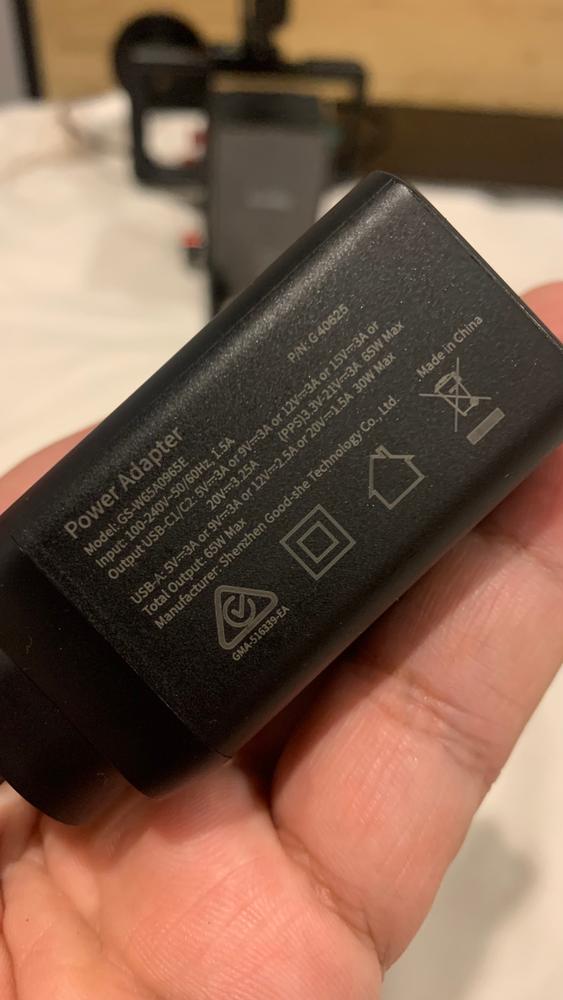 Power Adapter
P/N: G40625
Model: GS-W65A0965E
Input: 100-240V~50/60Hz, 1.5A
Output USB-C1/C2: 5V⎓3A or 9V⎓3A or 12V⎓3A or 15V⎓3A or
20V⎓3.25A (PPS)3.3V-21V⎓3A 65W Max
USB-A: 5V⎓3A or 9V⎓3A or 12V⎓2.5A or 20V⎓1.5A 30W Max
Total Output: 65W Max
Manufacturer: Shenzhen Good-she Technology Co., Ltd.
Made in China
GMA-516339-EA